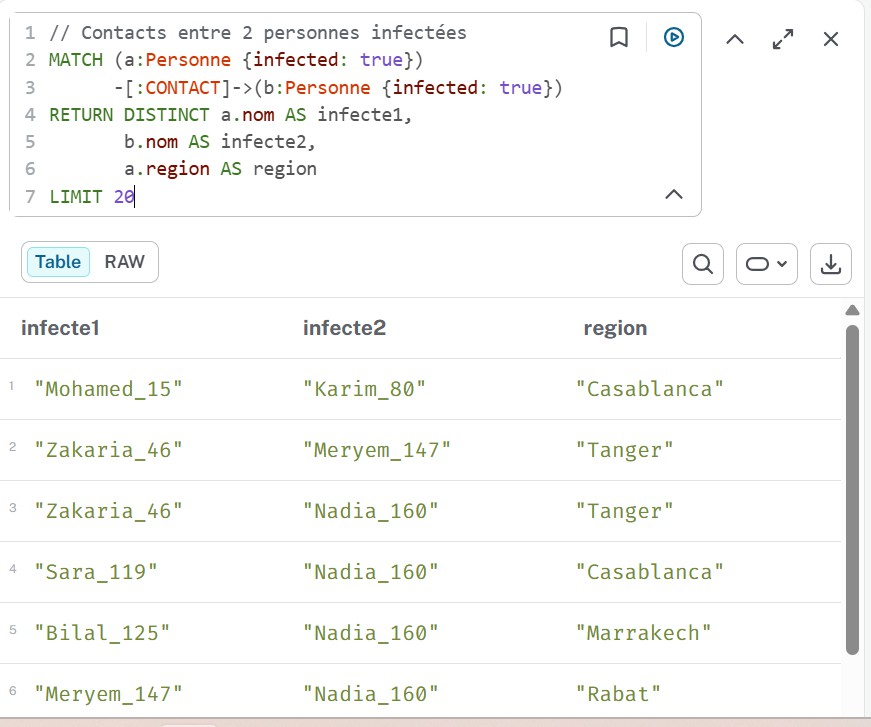 1 // Contacts entre 2 personnes infectées
2 MATCH (a:Personne {infected: true})
3 -[:CONTACT]->(b:Personne {infected: true})
4 RETURN DISTINCT a.nom AS infecte1,
5 b.nom AS infecte2,
6 a.region AS region
7 LIMIT 20
Table RAW
infecte1 infecte2 region
1 "Mohamed_15" "Karim_80" "Casablanca"
2 "Zakaria_46" "Meryem_147" "Tanger"
3 "Zakaria_46" "Nadia_160" "Tanger"
4 "Sara_119" "Nadia_160" "Casablanca"
5 "Bilal_125" "Nadia_160" "Marrakech"
6 "Meryem_147" "Nadia_160" "Rabat"